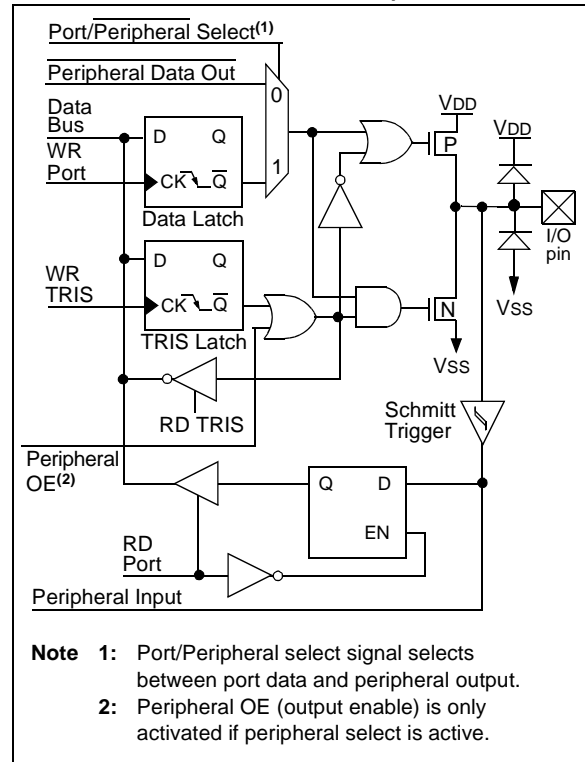 Port/Peripheral Select(1)
Peripheral Data Out
Data
Bus
WR
Port
D Q
CK Q
Data Latch
0
1
VDD
P
VDD
I/O
pin
D Q
CK Q
TRIS Latch
WR
TRIS
N
VSS
VSS
RD TRIS
Schmitt
Trigger
Peripheral
OE(2)
Q D
EN
RD
Port
Peripheral Input
Note 1: Port/Peripheral select signal selects
between port data and peripheral output.
2: Peripheral OE (output enable) is only
activated if peripheral select is active.